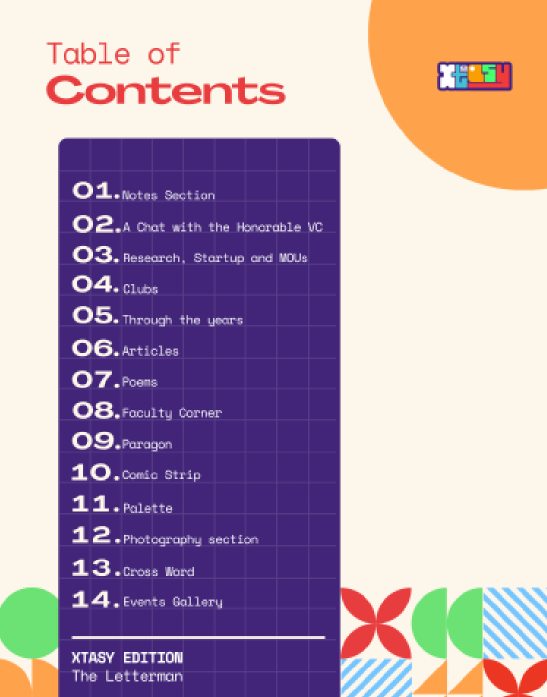 Table of
Contents
xtasy
01. Notes Section
02. A Chat with the Honorable VC
03. Research, Startup and MOUs
04. Clubs
05. Through the years
06. Articles
07. Poems
08. Faculty Corner
09. Paragon
10. Comic Strip
11. Palette
12. Photography section
13. Cross Word
14. Events Gallery
XTASY EDITION
The Letterman